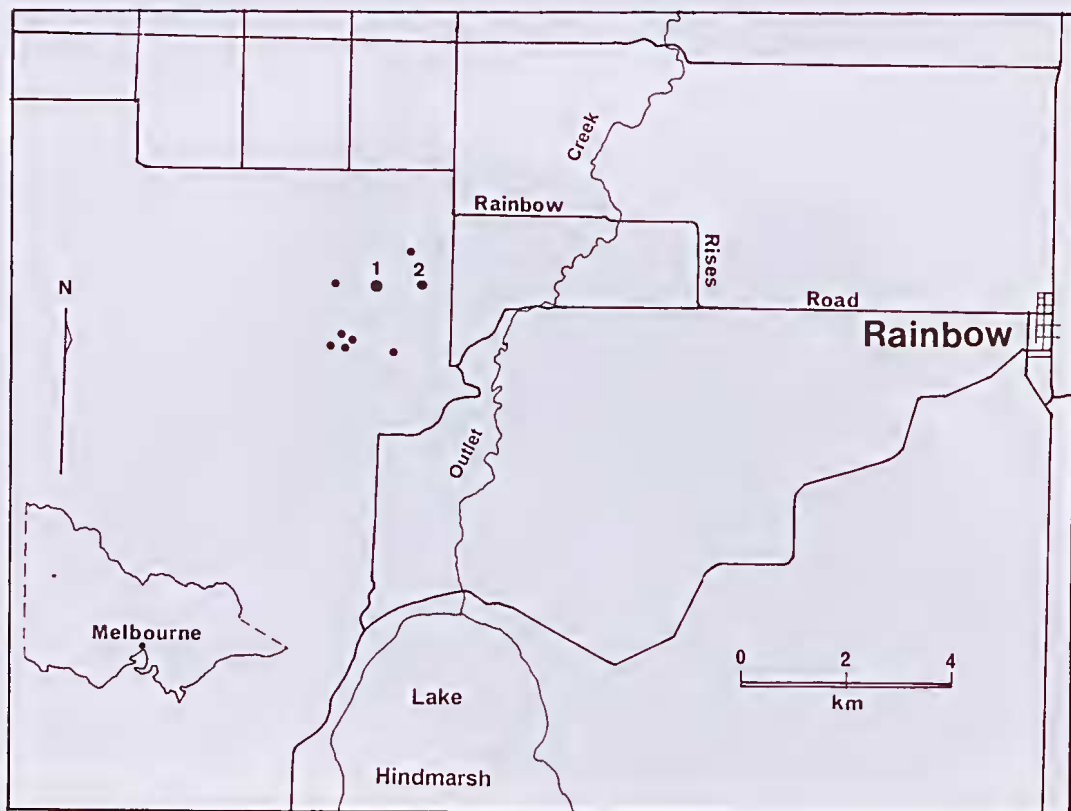 Creek
Rainbow
Rises
1
2
N
Road
Rainbow
Outlet
Melbourne
0 2 4
km
Lake
Hindmarsh